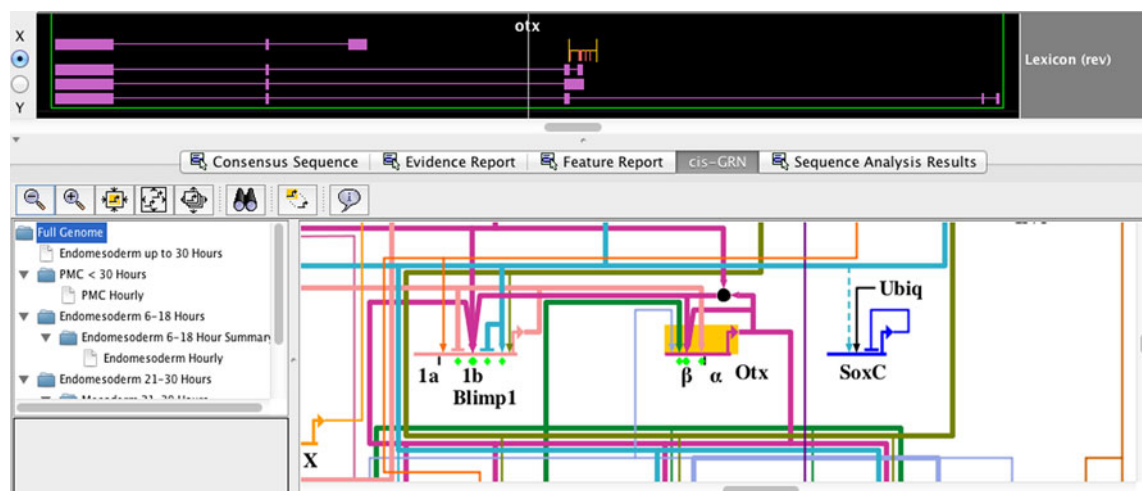 otx
X
Lexicon (rev)
Y
Consensus Sequence
Evidence Report
Feature Report
cis-GRN
Sequence Analysis Results
Full Genome
Endomesoderm up to 30 Hours
PMC < 30 Hours
PMC Hourly
Endomesoderm 6-18 Hours
Endomesoderm 6-18 Hour Summar
Endomesoderm Hourly
Endomesoderm 21-30 Hours
Ubiq
1a 1b β α Otx SoxC
Blimp1
X